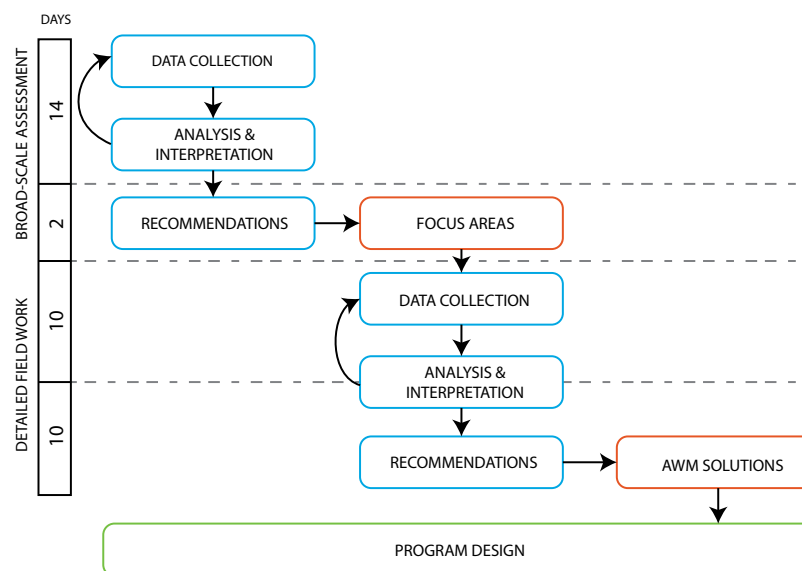 DAYS
BROAD-SCALE ASSESSMENT
14
DATA COLLECTION
ANALYSIS &
INTERPRETATION
2
RECOMMENDATIONS
FOCUS AREAS
DETAILED FIELD WORK
10
DATA COLLECTION
ANALYSIS &
INTERPRETATION
10
RECOMMENDATIONS
AWM SOLUTIONS
PROGRAM DESIGN